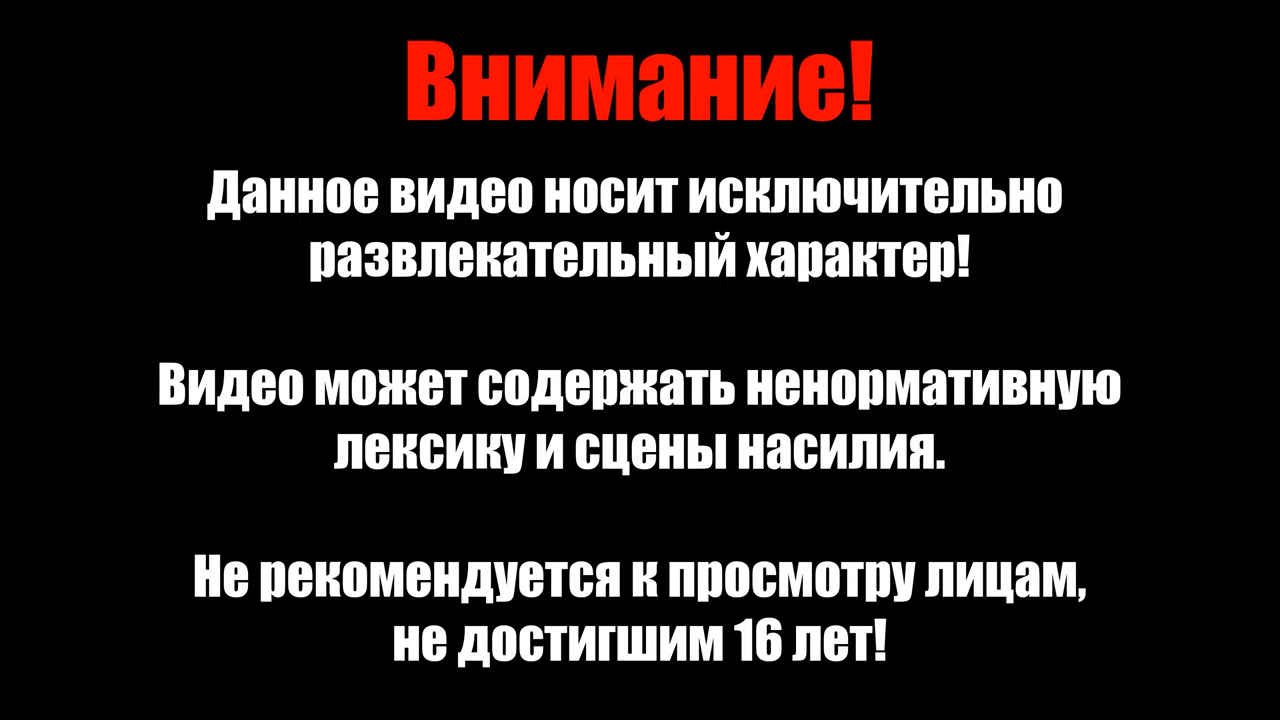 Внимание!
Данное видео носит исключительно
развлекательный характер!
Видео может содержать ненормативную
лексику и сцены насилия.
Не рекомендуется к просмотру лицам,
не достигшим 16 лет!